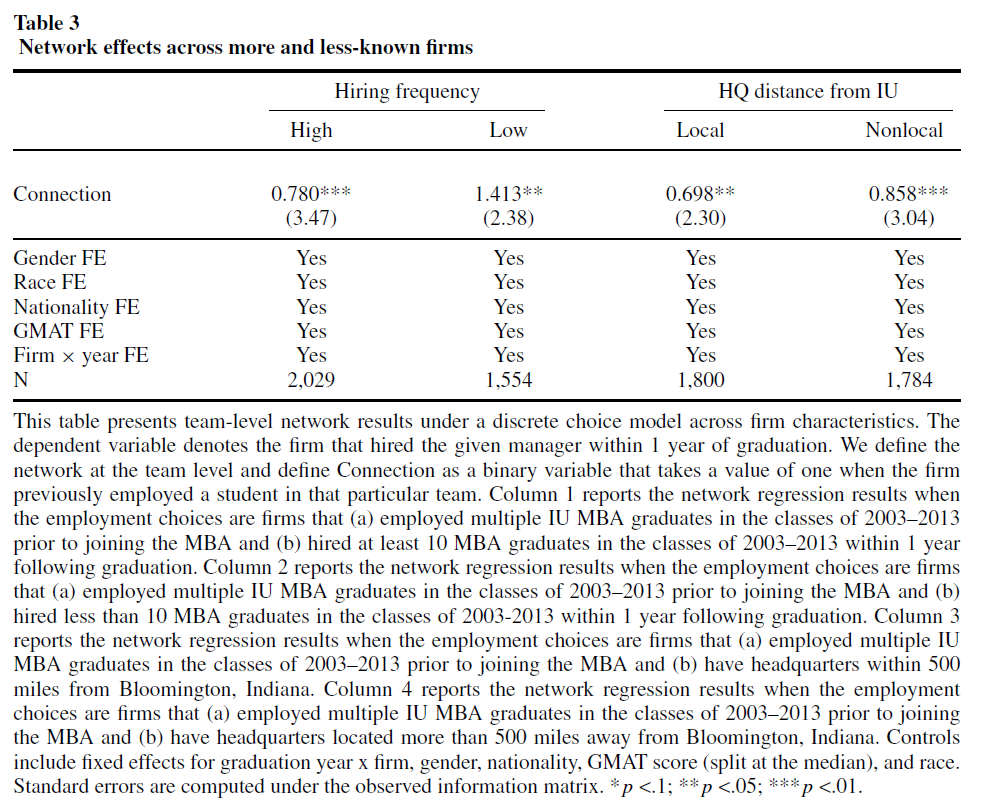 Table 3
Network effects across more and less-known firms
Hiring frequency HQ distance from IU
High Low Local Nonlocal
Connection 0.780*** 1.413** 0.698** 0.858***
(3.47) (2.38) (2.30) (3.04)
Gender FE Yes Yes Yes Yes
Race FE Yes Yes Yes Yes
Nationality FE Yes Yes Yes Yes
GMAT FE Yes Yes Yes Yes
Firm × year FE Yes Yes Yes Yes
N 2,029 1,554 1,800 1,784
This table presents team-level network results under a discrete choice model across firm characteristics. The
dependent variable denotes the firm that hired the given manager within 1 year of graduation. We define the
network at the team level and define Connection as a binary variable that takes a value of one when the firm
previously employed a student in that particular team. Column 1 reports the network regression results when
the employment choices are firms that (a) employed multiple IU MBA graduates in the classes of 2003–2013
prior to joining the MBA and (b) hired at least 10 MBA graduates in the classes of 2003–2013 within 1 year
following graduation. Column 2 reports the network regression results when the employment choices are firms
that (a) employed multiple IU MBA graduates in the classes of 2003–2013 prior to joining the MBA and (b)
hired less than 10 MBA graduates in the classes of 2003-2013 within 1 year following graduation. Column 3
reports the network regression results when the employment choices are firms that (a) employed multiple IU
MBA graduates in the classes of 2003–2013 prior to joining the MBA and (b) have headquarters within 500
miles from Bloomington, Indiana. Column 4 reports the network regression results when the employment
choices are firms that (a) employed multiple IU MBA graduates in the classes of 2003–2013 prior to joining
the MBA and (b) have headquarters located more than 500 miles away from Bloomington, Indiana. Controls
include fixed effects for graduation year x firm, gender, nationality, GMAT score (split at the median), and race.
Standard errors are computed under the observed information matrix. *p <.1; **p <.05; ***p <.01.